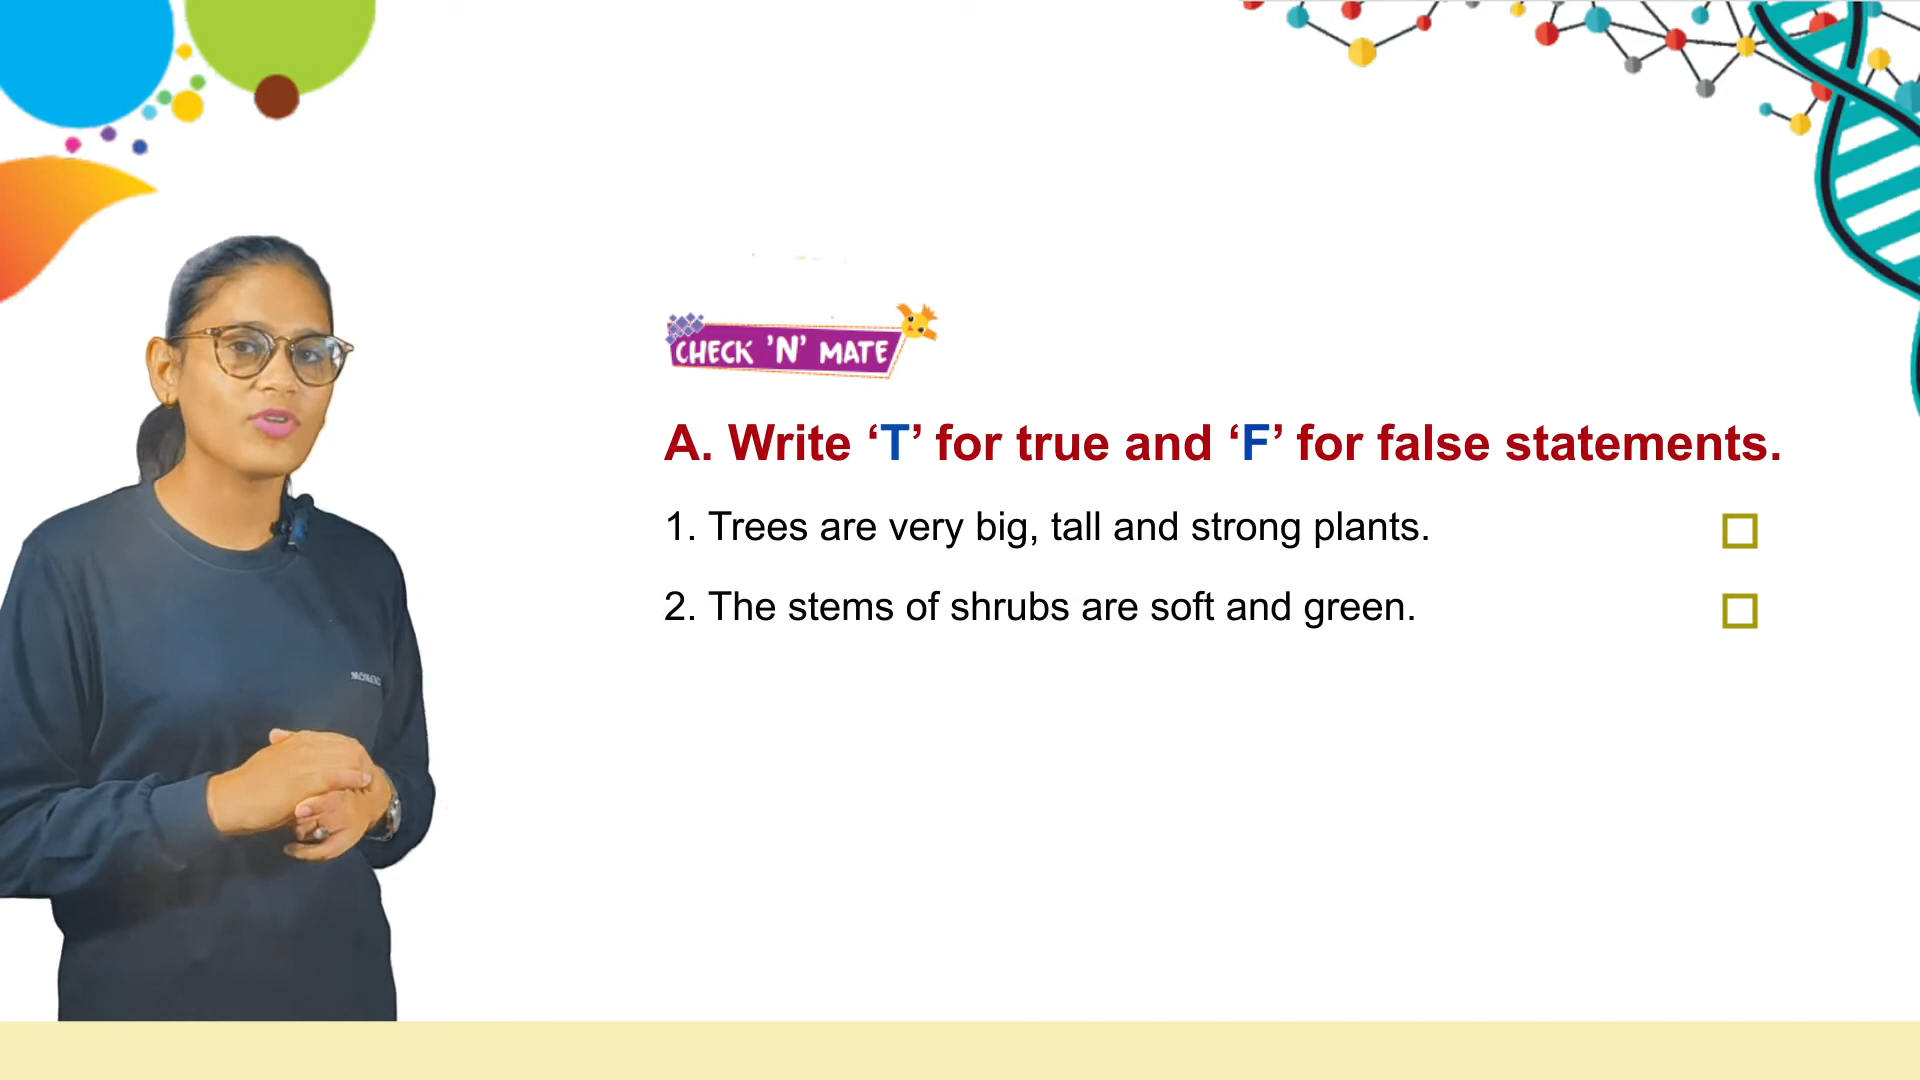 CHECK 'N' MATE
A. Write ‘T’ for true and ‘F’ for false statements.
1. Trees are very big, tall and strong plants.
2. The stems of shrubs are soft and green.